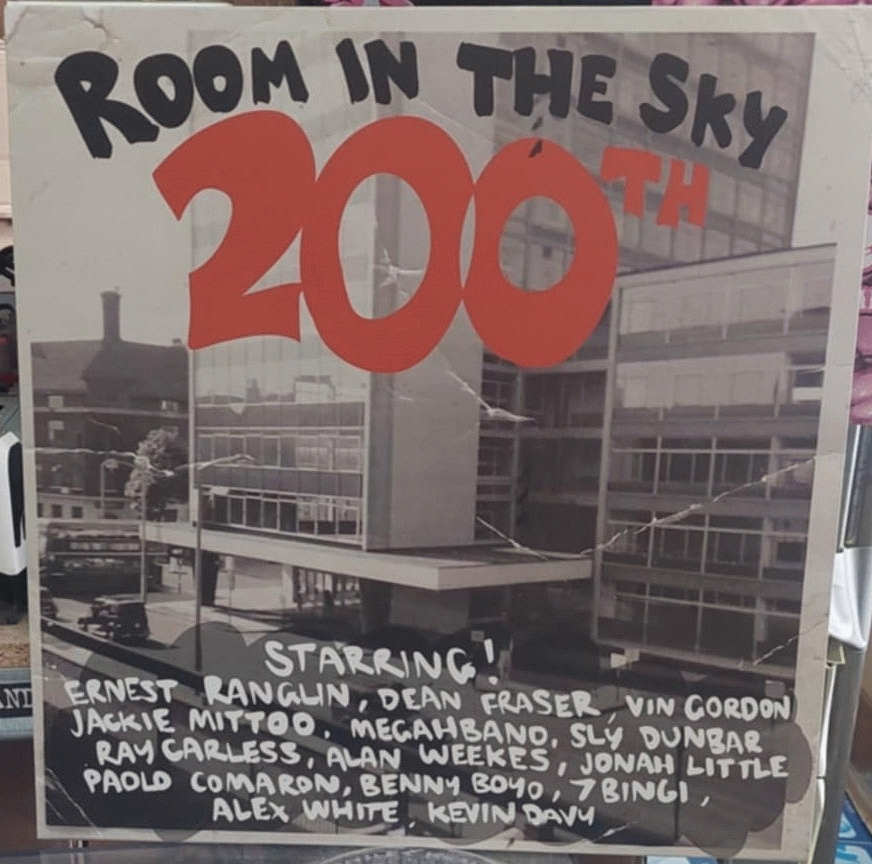 ROOM IN THE SKY
200TH
STARRING!
ERNEST RANGLIN, DEAN FRASER, VIN GORDON
JACKIE MITTOO, MEGAHBAND, SLY DUNBAR
RAY CARLESS, ALAN WEEKES, JONAH LITTLE
PAOLO COMARON, BENNY BOYO, 7BINGI,
ALEX WHITE, KEVIN DAVY